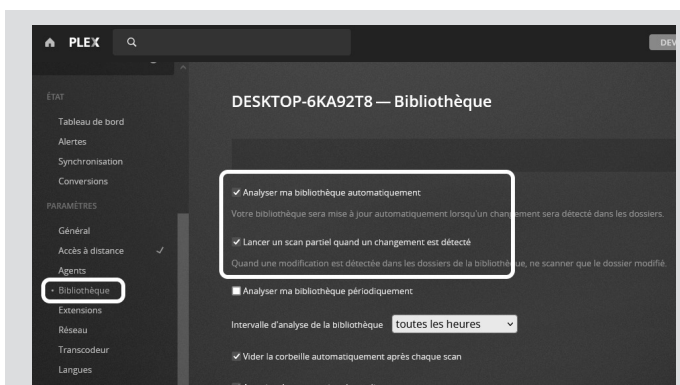 PLEX
DEV
ÉTAT
Tableau de bord
Alertes
Synchronisation
Conversions
PARAMÈTRES
Général
Accès à distance
Agents
Bibliothèque
Extensions
Réseau
Transcodeur
Langues
DESKTOP-6KA92T8 — Bibliothèque
Analyser ma bibliothèque automatiquement
Votre bibliothèque sera mise à jour automatiquement lorsqu'un changement sera détecté dans les dossiers.
Lancer un scan partiel quand un changement est détecté
Quand une modification est détectée dans les dossiers de la bibliothèque, ne scanner que le dossier modifié.
Analyser ma bibliothèque périodiquement
Intervalle d'analyse de la bibliothèque toutes les heures
Vider la corbeille automatiquement après chaque scan